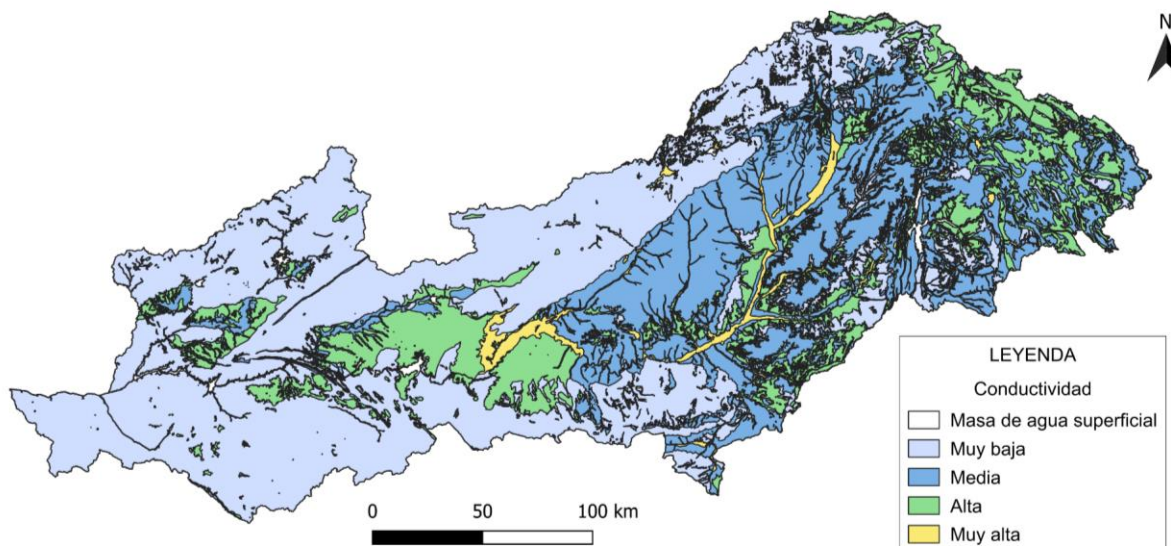 N
LEYENDA
Conductividad
Masa de agua superficial
Muy baja
Media
Alta
Muy alta
0 50 100 km